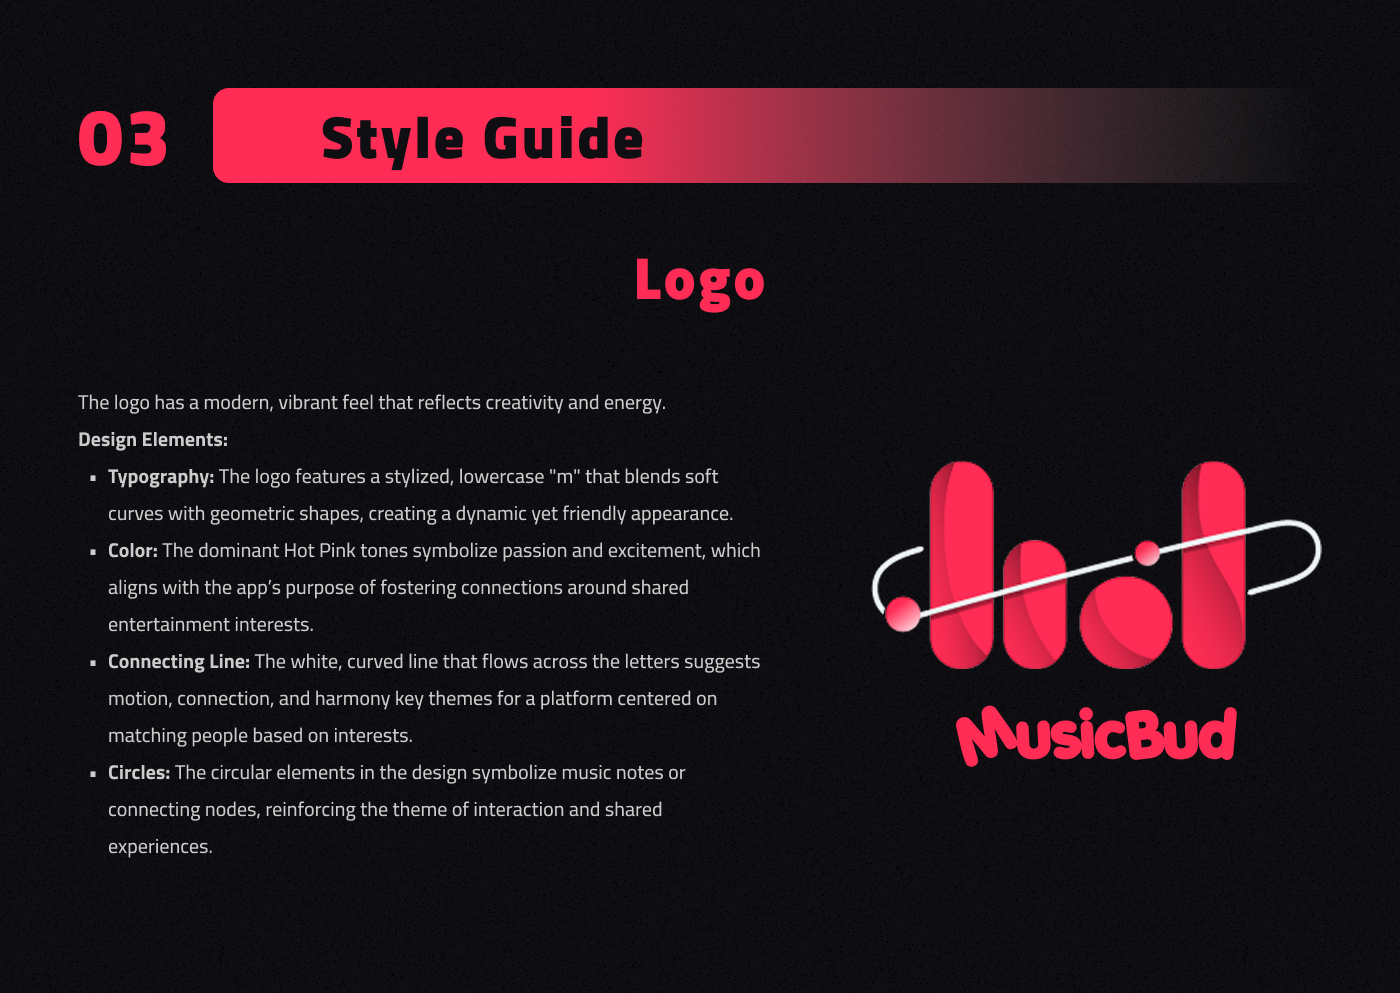 03
Style Guide
Logo
The logo has a modern, vibrant feel that reflects creativity and energy.
Design Elements:
▪ Typography: The logo features a stylized, lowercase "m" that blends soft
curves with geometric shapes, creating a dynamic yet friendly appearance.
▪ Color: The dominant Hot Pink tones symbolize passion and excitement, which
aligns with the app’s purpose of fostering connections around shared
entertainment interests.
▪ Connecting Line: The white, curved line that flows across the letters suggests
motion, connection, and harmony key themes for a platform centered on
matching people based on interests.
▪ Circles: The circular elements in the design symbolize music notes or
connecting nodes, reinforcing the theme of interaction and shared
experiences.
MusicBud